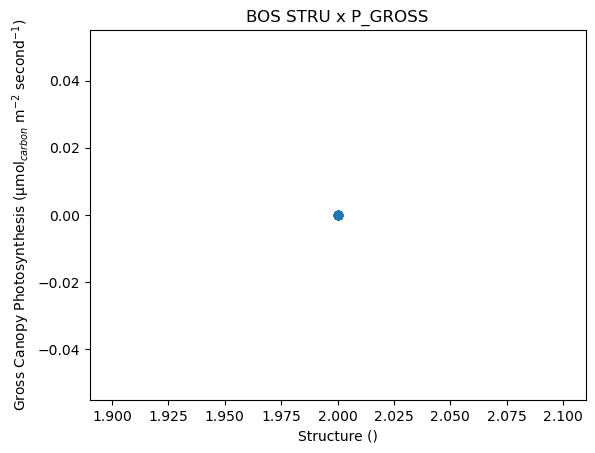 BOS STRU x P_GROSS
Gross Canopy Photosynthesis (µmol_carbon m⁻² second⁻¹)
0.04
0.02
0.00
−0.02
−0.04
1.900 1.925 1.950 1.975 2.000 2.025 2.050 2.075 2.100
Structure ()